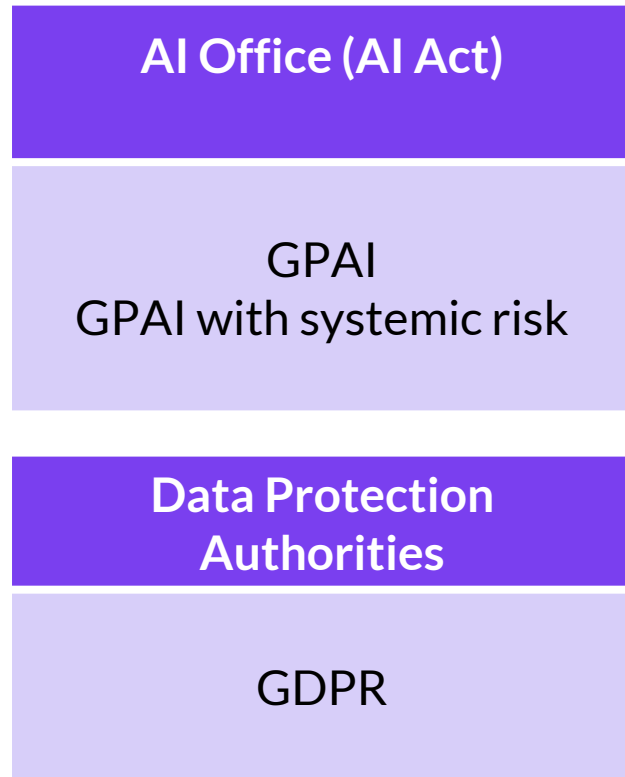 AI Office (AI Act)
GPAI
GPAI with systemic risk
Data Protection
Authorities
GDPR